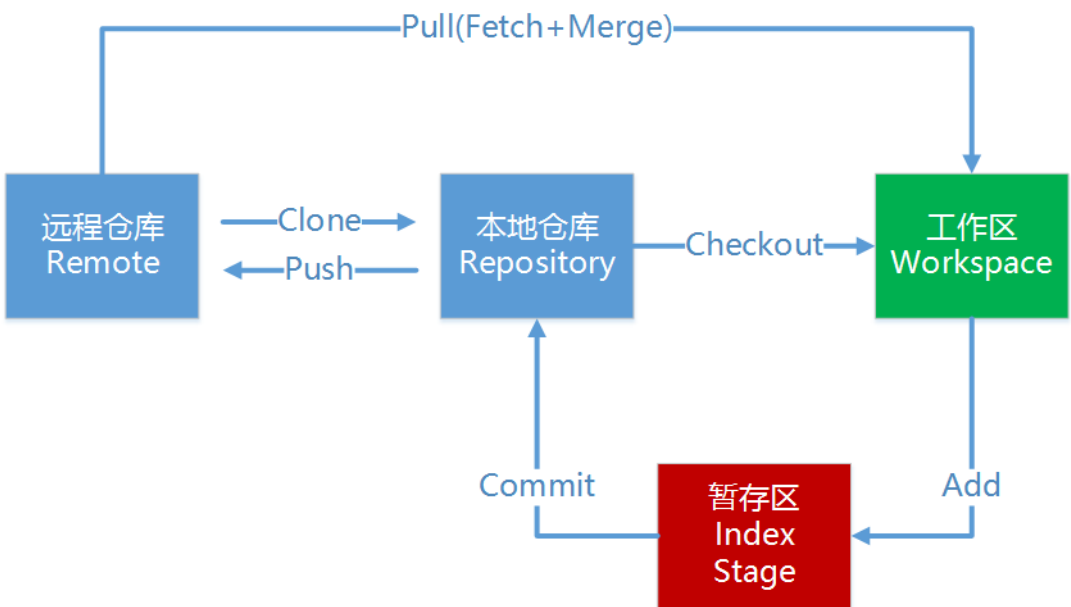 Pull(Fetch+Merge)
远程仓库
Remote
Clone
Push
本地仓库
Repository
Checkout
工作区
Workspace
Commit
暂存区
Index
Stage
Add